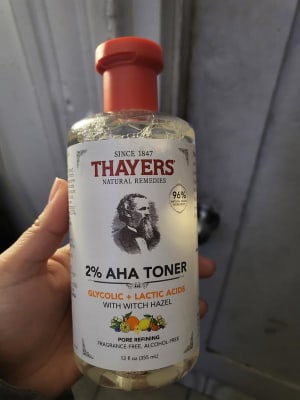 SINCE 1847
THAYERS
NATURAL REMEDIES
96%
2% AHA TONER
GLYCOLIC + LACTIC ACIDS
WITH WITCH HAZEL
PORE REFINING
FRAGRANCE-FREE, ALCOHOL-FREE
12 fl oz (355 mL)